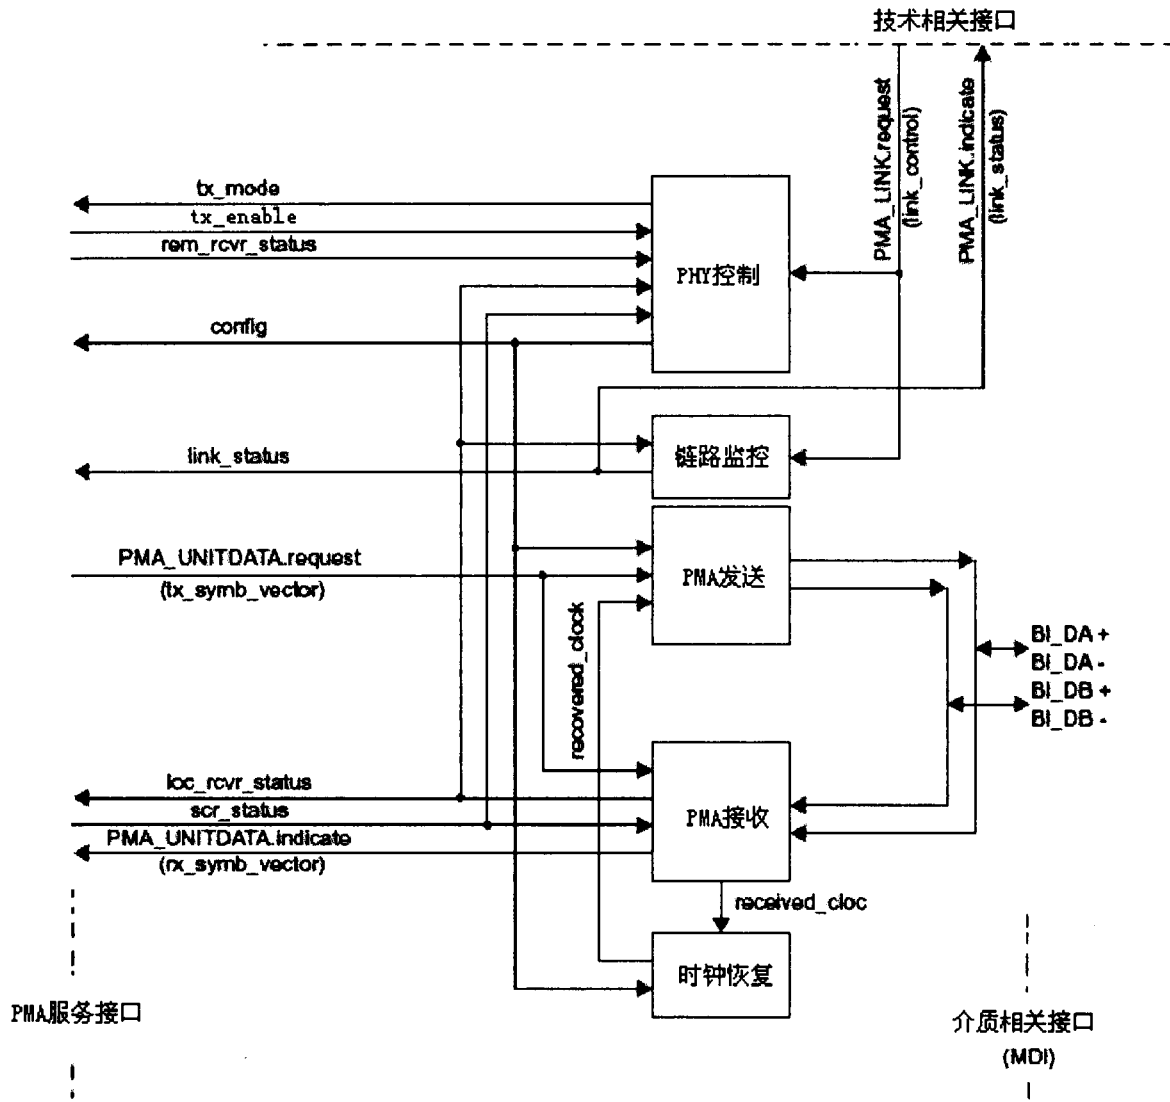 技术相关接口
PMA_LINK.request
(link_control)
PMA_LINK.indicate
(link_status)
tx_mode
tx_enable
rem_rcvr_status
PHY控制
config
链路监控
link_status
PMA_UNITDATA.request
(tx_symb_vector)
PMA发送
recovered_clock
BI_DA +
BI_DA -
BI_DB +
BI_DB -
loc_rcvr_status
scr_status
PMA_UNITDATA.indicate
(rx_symb_vector)
PMA接收
received_cloc
时钟恢复
PMA服务接口
介质相关接口
(MDI)